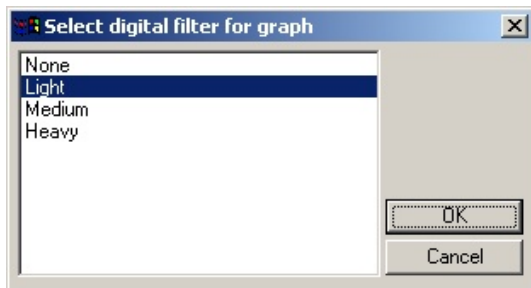 Select digital filter for graph
None
Light
Medium
Heavy
OK
Cancel